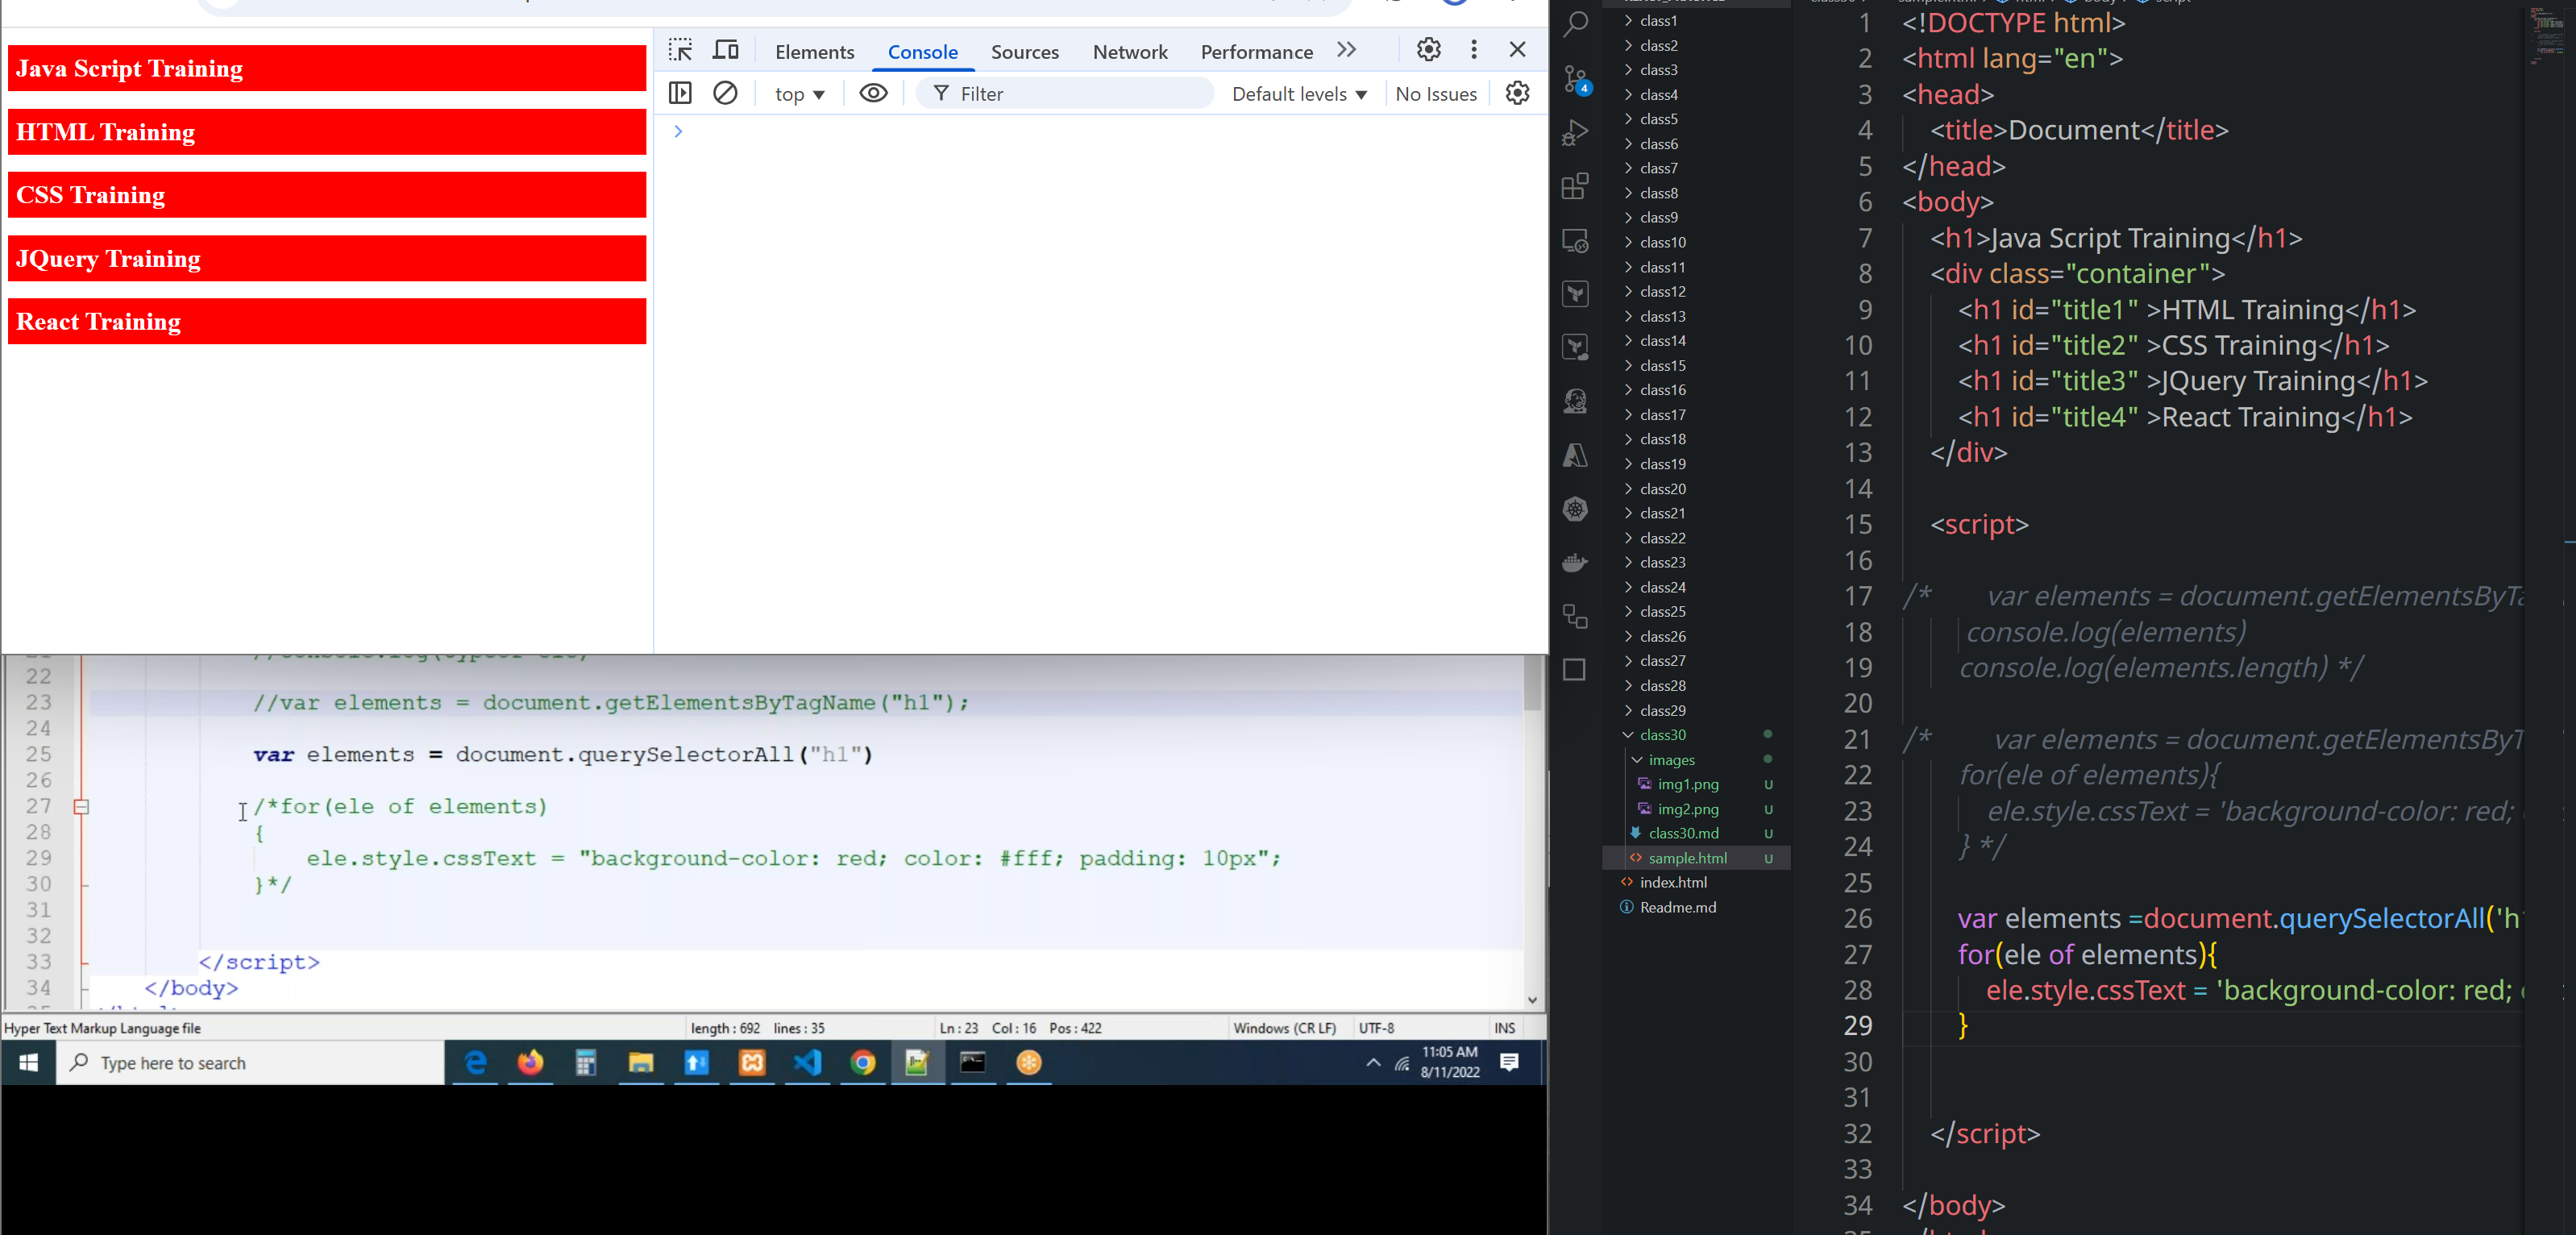 Java Script Training
HTML Training
CSS Training
JQuery Training
React Training
Elements Console Sources Network Performance
top Filter Default levels No Issues
22
23 //var elements = document.getElementsByTagName("h1");
24
25 var elements = document.querySelectorAll("h1")
26
27 /*for(ele of elements)
28 {
29 ele.style.cssText = "background-color: red; color: #fff; padding: 10px";
30 }*/
31
32
33 </script>
34 </body>
Hyper Text Markup Language file length : 692 lines : 35 Ln : 23 Col : 16 Pos : 422 Windows (CR LF) UTF-8 INS
Type here to search
11:05 AM
8/11/2022
4
class1
class2
class3
class4
class5
class6
class7
class8
class9
class10
class11
class12
class13
class14
class15
class16
class17
class18
class19
class20
class21
class22
class23
class24
class25
class26
class27
class28
class29
class30
images
img1.png U
img2.png U
class30.md U
sample.html U
index.html
Readme.md
1 <!DOCTYPE html>
2 <html lang="en">
3 <head>
4 <title>Document</title>
5 </head>
6 <body>
7 <h1>Java Script Training</h1>
8 <div class="container">
9 <h1 id="title1" >HTML Training</h1>
10 <h1 id="title2" >CSS Training</h1>
11 <h1 id="title3" >JQuery Training</h1>
12 <h1 id="title4" >React Training</h1>
13 </div>
14
15 <script>
16
17 /* var elements = document.getElementsByTa
18 console.log(elements)
19 console.log(elements.length) */
20
21 /* var elements = document.getElementsByT
22 for(ele of elements){
23 ele.style.cssText = 'background-color: red;
24 } */
25
26 var elements =document.querySelectorAll('h
27 for(ele of elements){
28 ele.style.cssText = 'background-color: red;
29 }
30
31
32 </script>
33
34 </body>